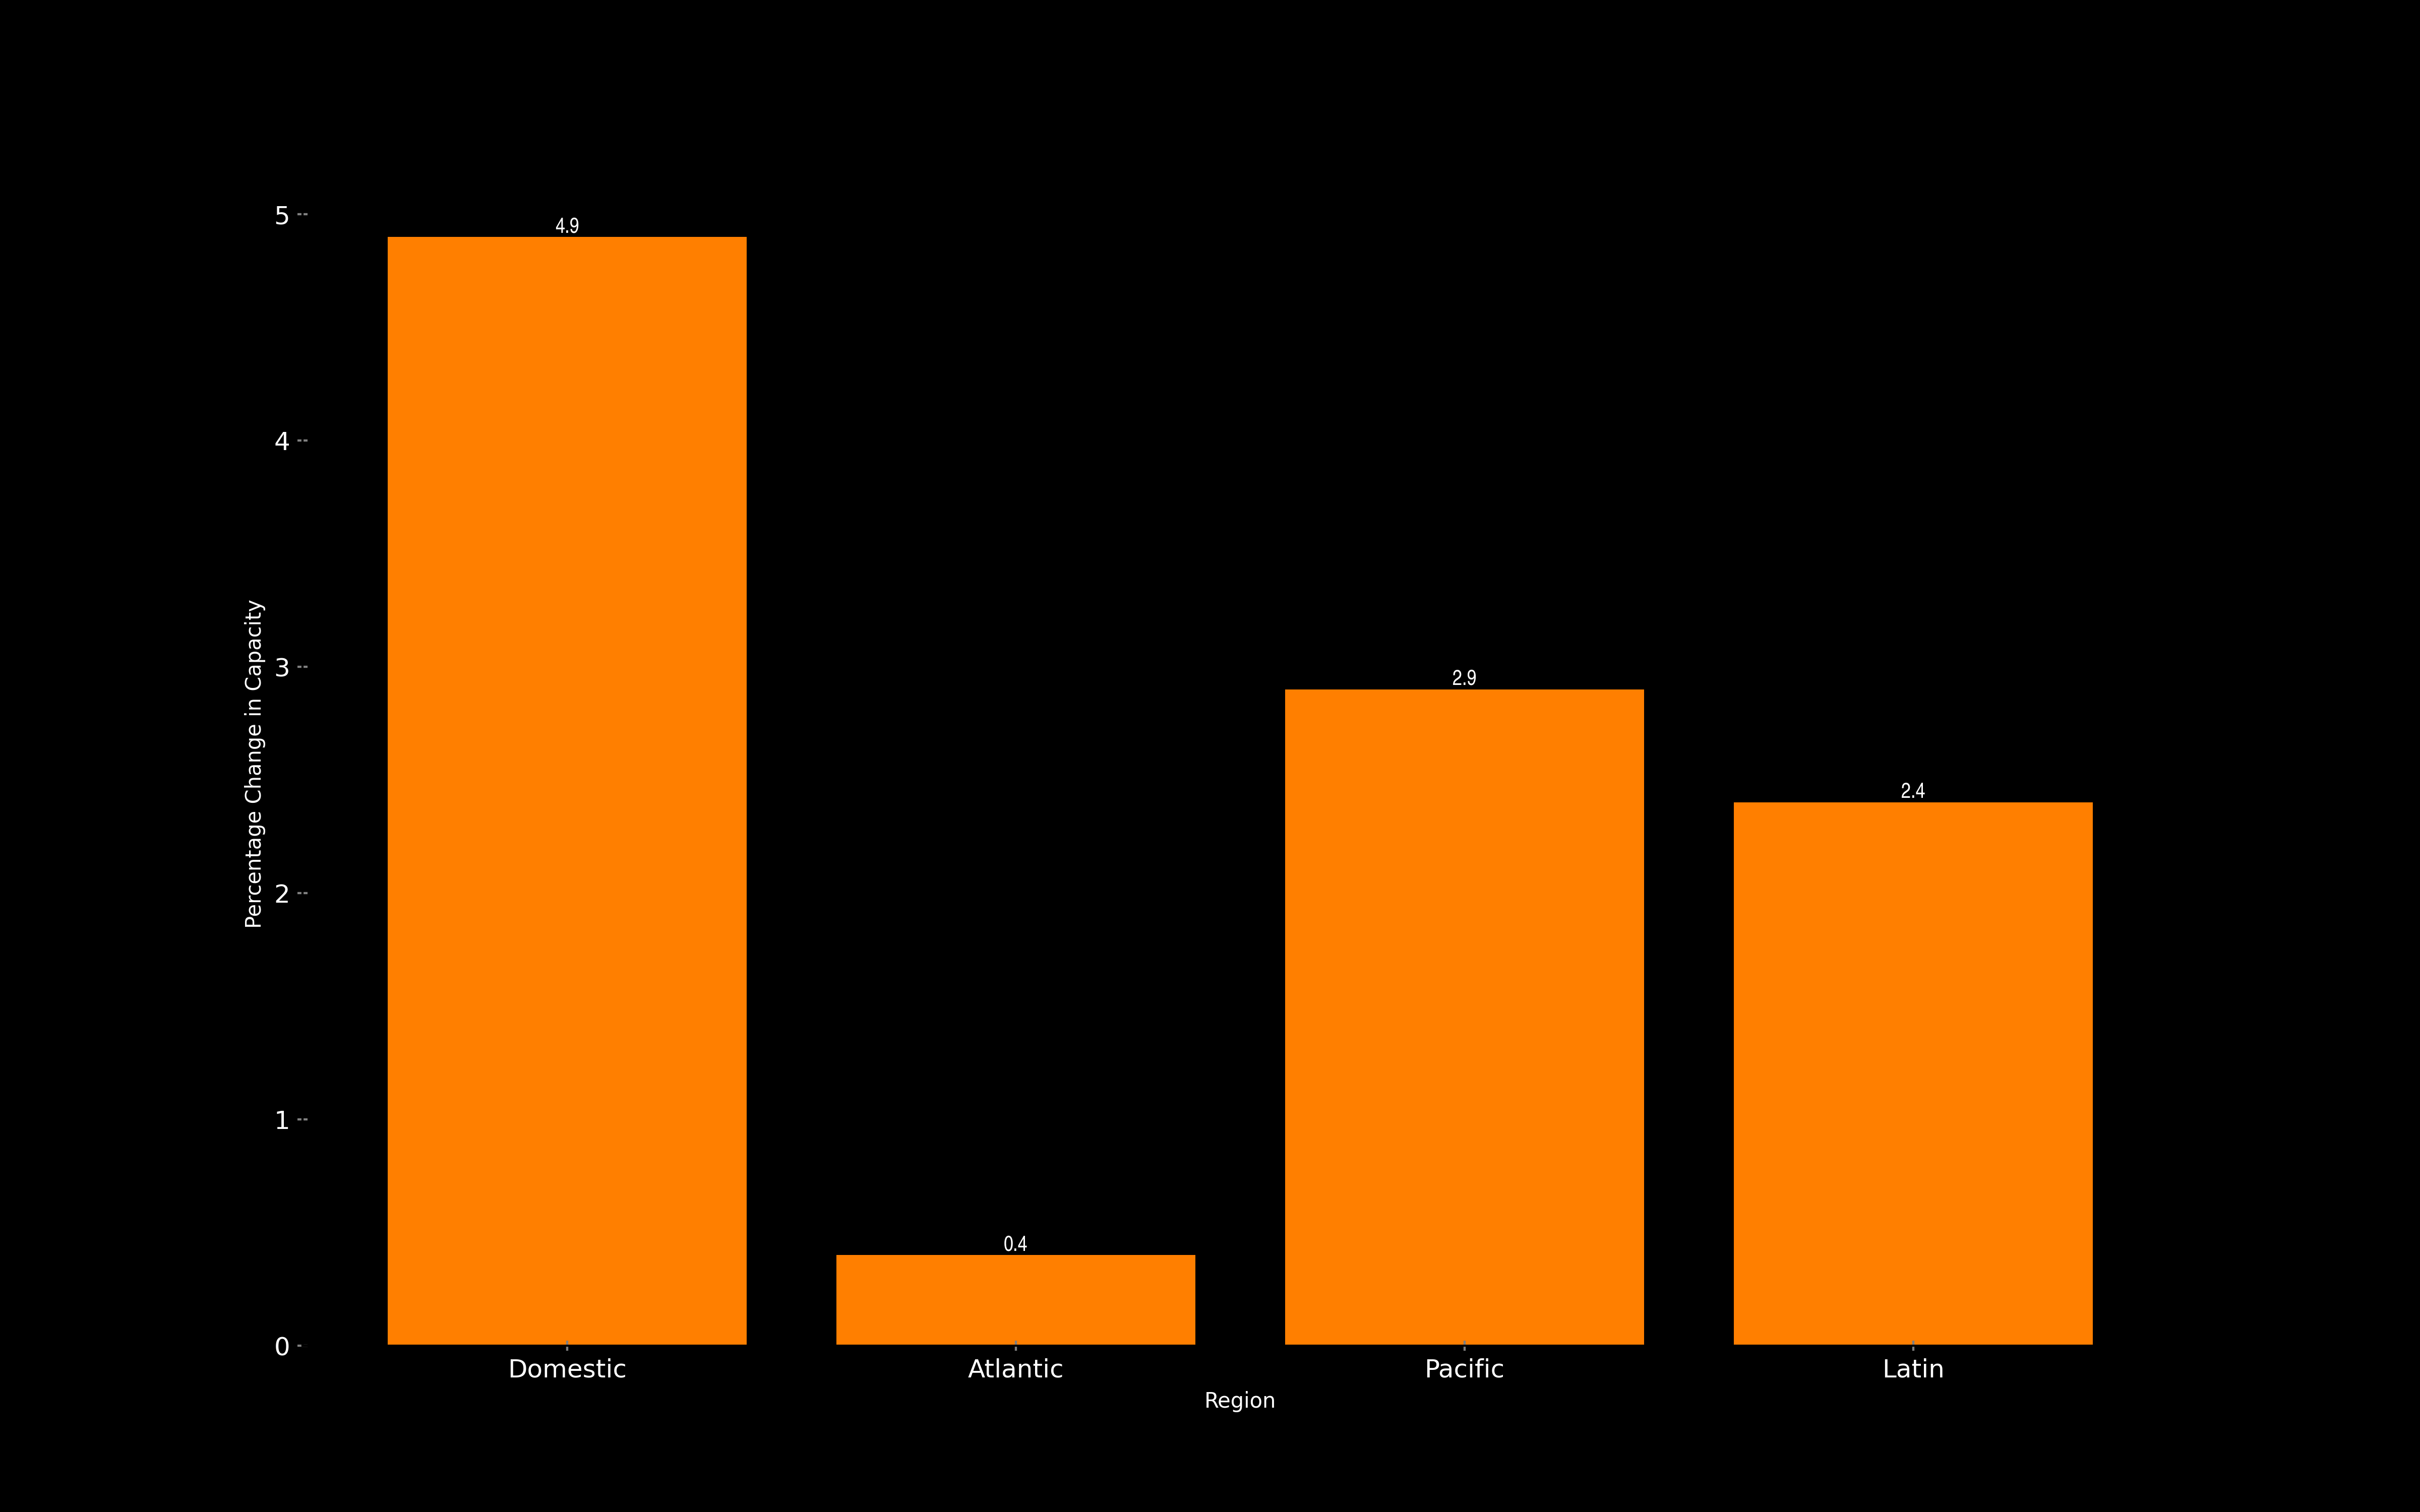 Percentage Change in Capacity
5
4
3
2
1
0
4.9
0.4
2.9
2.4
Domestic
Atlantic
Pacific
Latin
Region